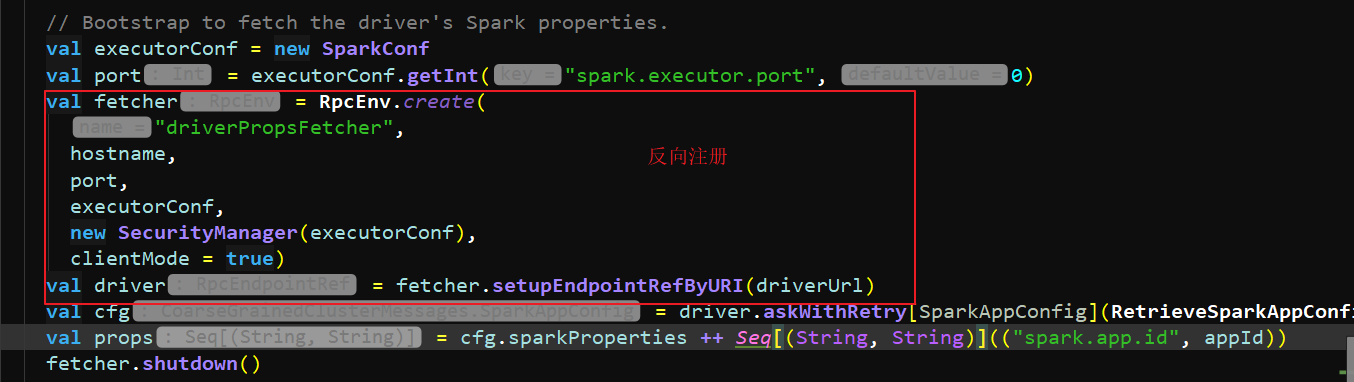 // Bootstrap to fetch the driver's Spark properties.
val executorConf = new SparkConf
val port : Int = executorConf.getInt( key = "spark.executor.port", defaultValue = 0)
val fetcher : RpcEnv = RpcEnv.create(
name = "driverPropsFetcher",
hostname,
反向注册
port,
executorConf,
new SecurityManager(executorConf),
clientMode = true)
val driver : RpcEndpointRef = fetcher.setupEndpointRefByURI(driverUrl)
val cfg : CoarseGrainedClusterMessages.SparkAppConfig = driver.askWithRetry[SparkAppConfig](RetrieveSparkAppConfi
val props : Seq[(String, String)] = cfg.sparkProperties ++ Seq[(String, String)](("spark.app.id", appId))
fetcher.shutdown()